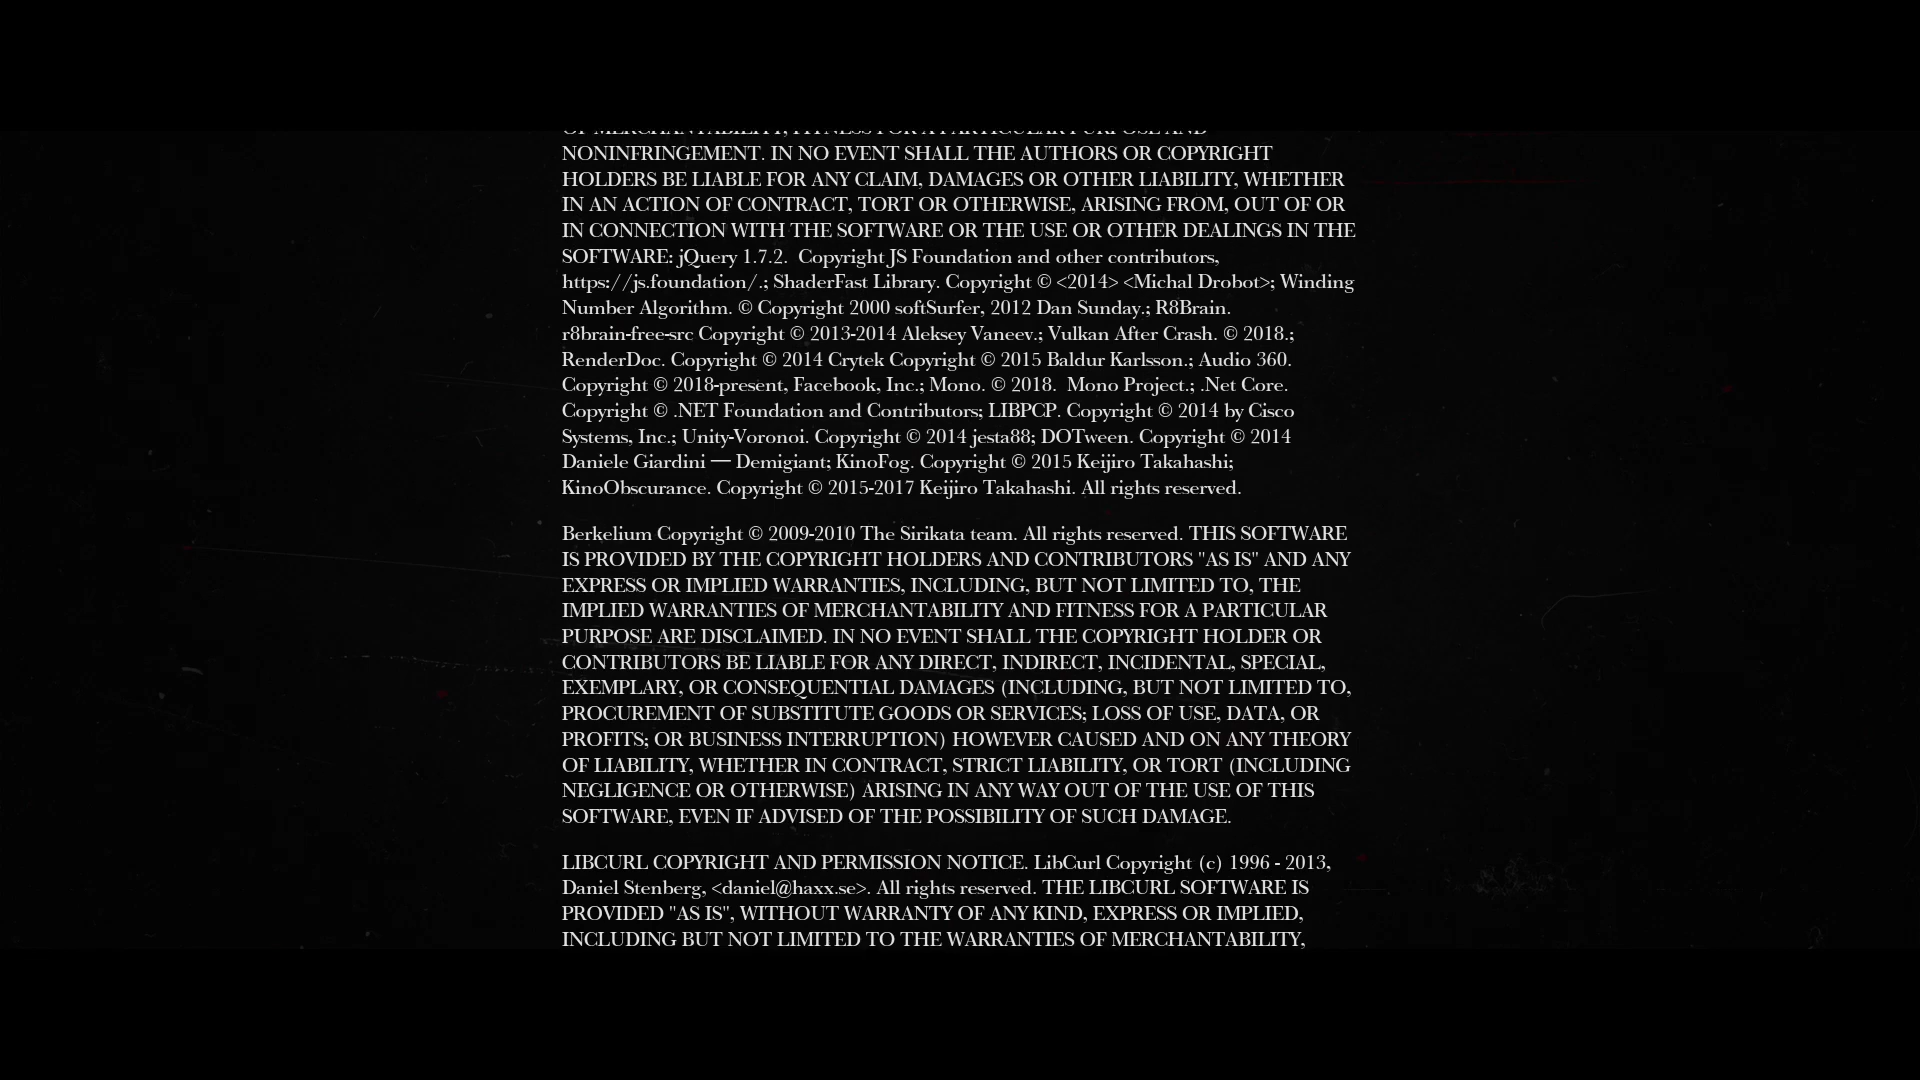 OF MERCHANTABILITY, FITNESS FOR A PARTICULAR PURPOSE AND
NONINFRINGEMENT. IN NO EVENT SHALL THE AUTHORS OR COPYRIGHT
HOLDERS BE LIABLE FOR ANY CLAIM, DAMAGES OR OTHER LIABILITY, WHETHER
IN AN ACTION OF CONTRACT, TORT OR OTHERWISE, ARISING FROM, OUT OF OR
IN CONNECTION WITH THE SOFTWARE OR THE USE OR OTHER DEALINGS IN THE
SOFTWARE: jQuery 1.7.2.  Copyright JS Foundation and other contributors,
https://js.foundation/.; ShaderFast Library. Copyright © <2014> <Michal Drobot>; Winding
Number Algorithm. © Copyright 2000 softSurfer, 2012 Dan Sunday.; R8Brain.
r8brain-free-src Copyright © 2013-2014 Aleksey Vaneev.; Vulkan After Crash. © 2018.;
RenderDoc. Copyright © 2014 Crytek Copyright © 2015 Baldur Karlsson.; Audio 360.
Copyright © 2018-present, Facebook, Inc.; Mono. © 2018.  Mono Project.; .Net Core.
Copyright © .NET Foundation and Contributors; LIBPCP. Copyright © 2014 by Cisco
Systems, Inc.; Unity-Voronoi. Copyright © 2014 jesta88; DOTween. Copyright © 2014
Daniele Giardini — Demigiant; KinoFog. Copyright © 2015 Keijiro Takahashi;
KinoObscurance. Copyright © 2015-2017 Keijiro Takahashi. All rights reserved.
Berkelium Copyright © 2009-2010 The Sirikata team. All rights reserved. THIS SOFTWARE
IS PROVIDED BY THE COPYRIGHT HOLDERS AND CONTRIBUTORS "AS IS" AND ANY
EXPRESS OR IMPLIED WARRANTIES, INCLUDING, BUT NOT LIMITED TO, THE
IMPLIED WARRANTIES OF MERCHANTABILITY AND FITNESS FOR A PARTICULAR
PURPOSE ARE DISCLAIMED. IN NO EVENT SHALL THE COPYRIGHT HOLDER OR
CONTRIBUTORS BE LIABLE FOR ANY DIRECT, INDIRECT, INCIDENTAL, SPECIAL,
EXEMPLARY, OR CONSEQUENTIAL DAMAGES (INCLUDING, BUT NOT LIMITED TO,
PROCUREMENT OF SUBSTITUTE GOODS OR SERVICES; LOSS OF USE, DATA, OR
PROFITS; OR BUSINESS INTERRUPTION) HOWEVER CAUSED AND ON ANY THEORY
OF LIABILITY, WHETHER IN CONTRACT, STRICT LIABILITY, OR TORT (INCLUDING
NEGLIGENCE OR OTHERWISE) ARISING IN ANY WAY OUT OF THE USE OF THIS
SOFTWARE, EVEN IF ADVISED OF THE POSSIBILITY OF SUCH DAMAGE.
LIBCURL COPYRIGHT AND PERMISSION NOTICE. LibCurl Copyright (c) 1996 - 2013,
Daniel Stenberg, <daniel@haxx.se>. All rights reserved. THE LIBCURL SOFTWARE IS
PROVIDED "AS IS", WITHOUT WARRANTY OF ANY KIND, EXPRESS OR IMPLIED,
INCLUDING BUT NOT LIMITED TO THE WARRANTIES OF MERCHANTABILITY,